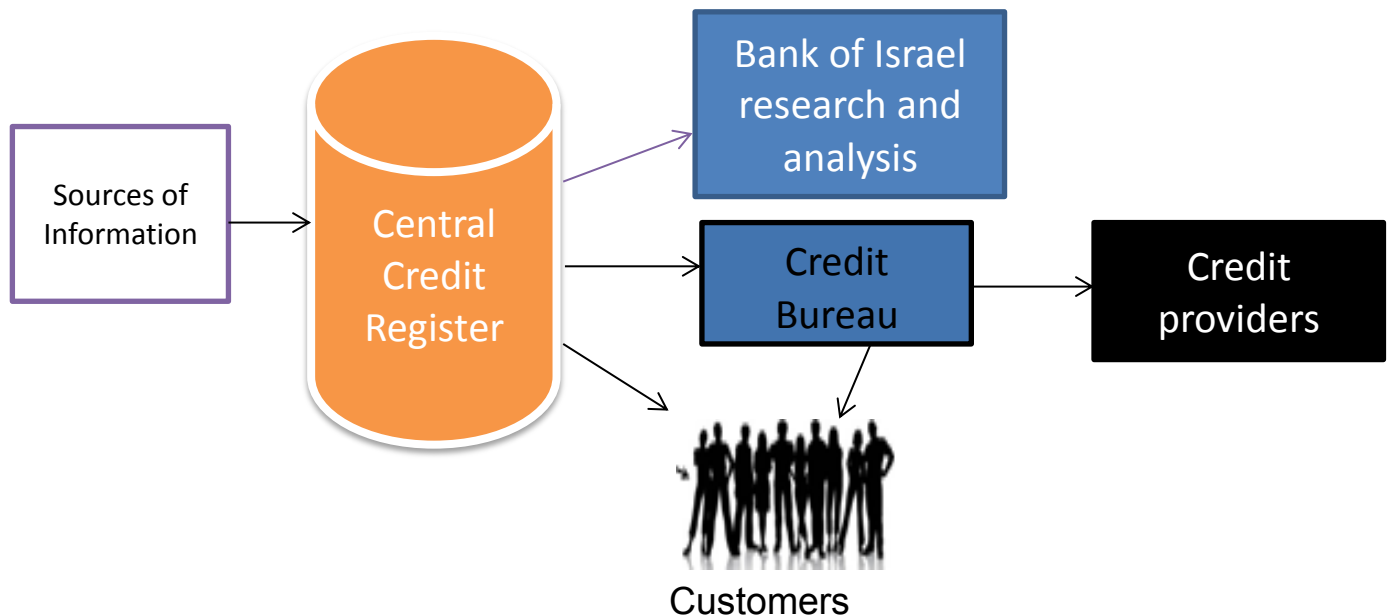 Sources of
Information
Central
Credit
Register
Bank of Israel
research and
analysis
Credit
Bureau
Credit
providers
Customers